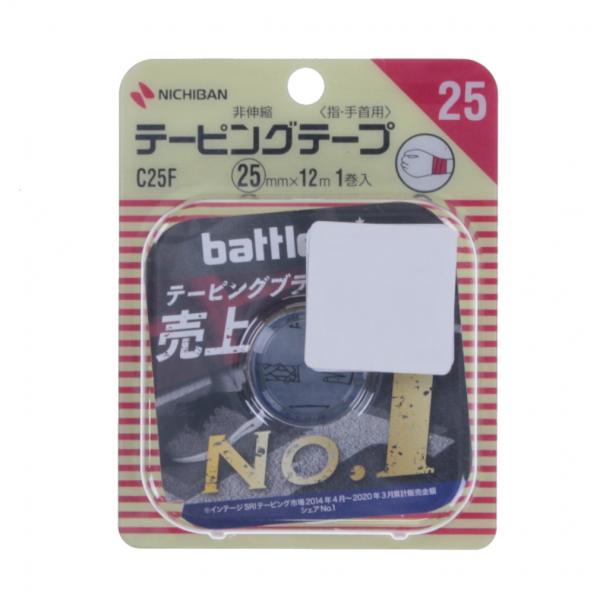 NICHIBAN
25
非伸縮 〈指・手首用〉
テーピングテープ
C25F 25mm×12m 1巻入
battle
テーピングブラ
売上
No.1
※インテージSRIテーピング市場2014年4月~2020年3月累計販売金額
シェアNo.1